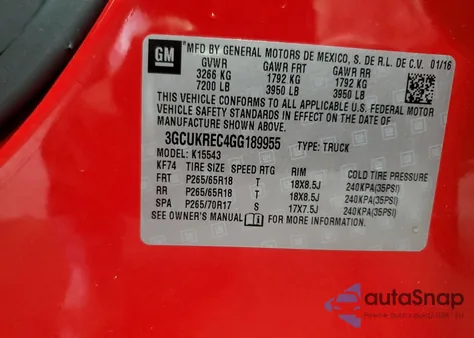 GM MFD BY GENERAL MOTORS DE MEXICO, S. DE R.L. DE C.V. 01/16
GVWR GAWR FRT GAWR RR
3266 KG 1792 KG 1792 KG
7200 LB 3950 LB 3950 LB
THIS VEHICLE CONFORMS TO ALL APPLICABLE U.S. FEDERAL MOTOR
VEHICLE SAFETY STANDARDS IN EFFECT ON THE DATE OF
MANUFACTURE SHOWN ABOVE.
3GCUKREC4GG189955 TYPE: TRUCK
MODEL: K15543
KF74 TIRE SIZE SPEED RTG RIM COLD TIRE PRESSURE
FRT P265/65R18 T 18X8.5J 240KPA(35PSI)
RR P265/65R18 T 18X8.5J 240KPA(35PSI)
SPA P265/70R17 S 17X7.5J 240KPA(35PSI)
SEE OWNER'S MANUAL FOR MORE INFORMATION.
autoSnap